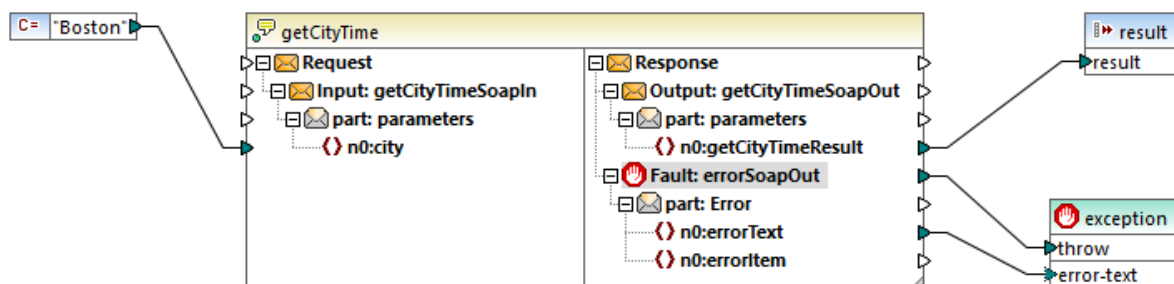 C= "Boston"
getCityTime
Request
Input: getCityTimeSoapIn
part: parameters
n0:city
Response
Output: getCityTimeSoapOut
part: parameters
n0:getCityTimeResult
Fault: errorSoapOut
part: Error
n0:errorText
n0:errorItem
result
result
exception
throw
error-text